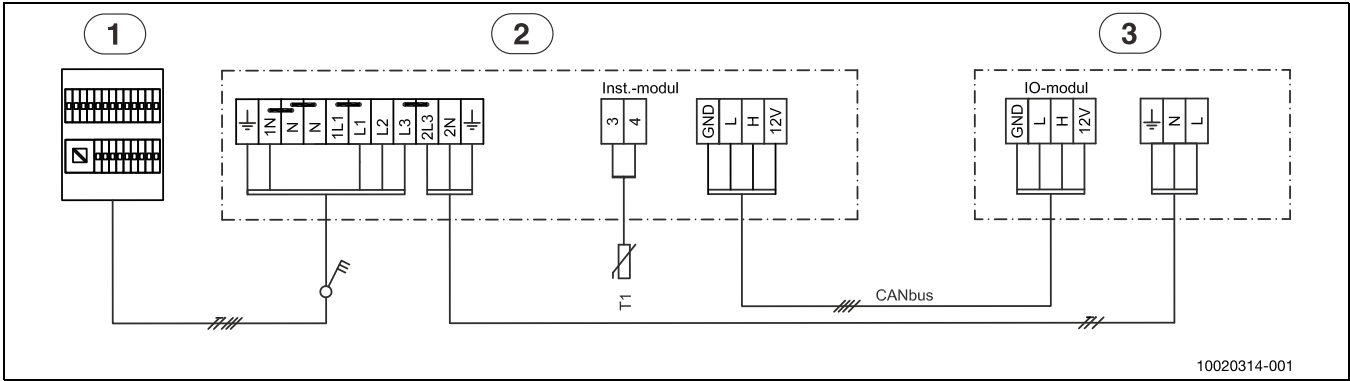 1
2
3
Inst.-modul
IO-modul
1N
N
N
1L1
L1
L2
L3
2L3
2N
3
4
GND
L
H
12V
GND
L
H
12V
N
L
T1
CANbus
10020314-001